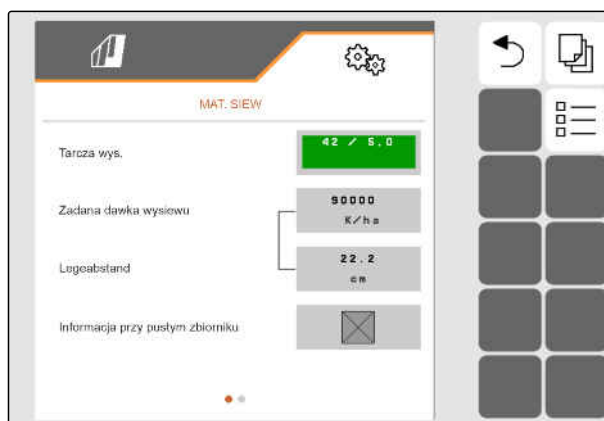 MAT. SIEW
Tarcza wys.
42 / 5,0
Zadana dawka wysiewu
90000
K/ha
Legeabstand
22.2
cm
Informacja przy pustym zbiorniku